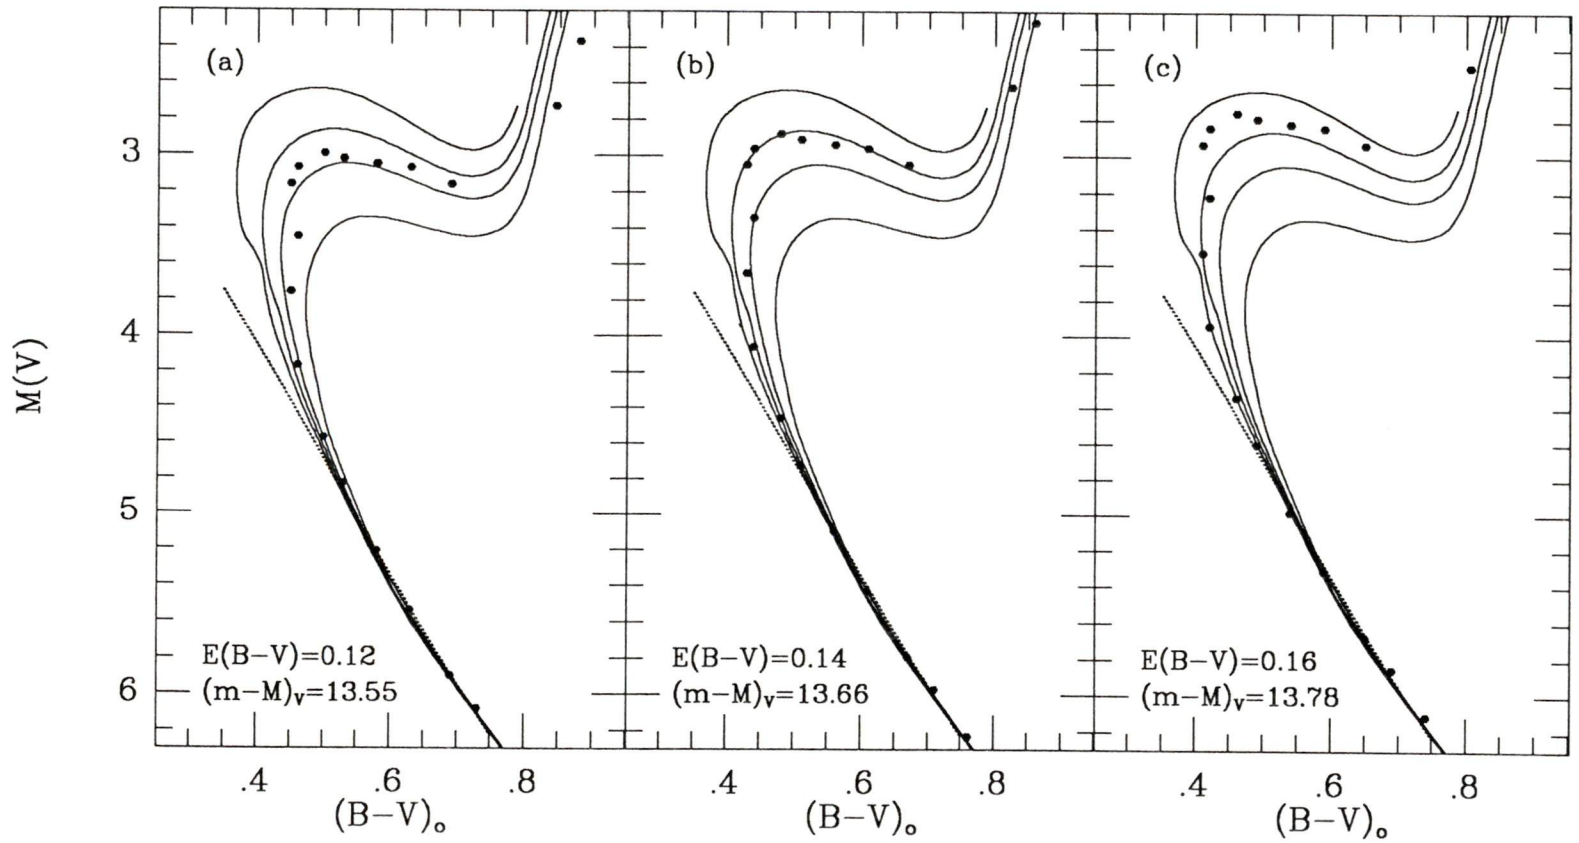 (a)
(b)
(c)
3
4
5
6
M(V)
E(B−V)=0.12
(m−M)v=13.55
E(B−V)=0.14
(m−M)v=13.66
E(B−V)=0.16
(m−M)v=13.78
.4 .6 .8
.4 .6 .8
.4 .6 .8
(B−V)o
(B−V)o
(B−V)o